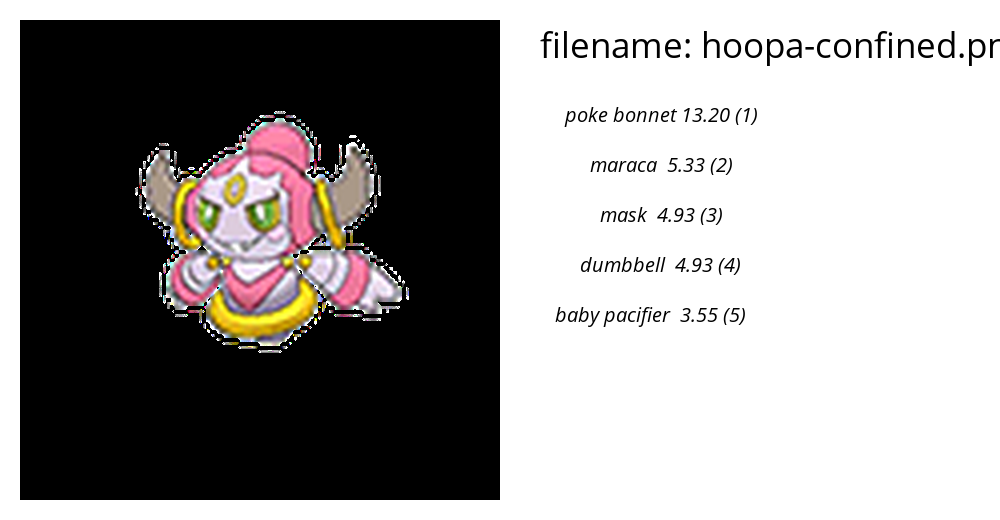 filename: hoopa-confined.pr
poke bonnet 13.20 (1)
maraca 5.33 (2)
mask 4.93 (3)
dumbbell 4.93 (4)
baby pacifier 3.55 (5)